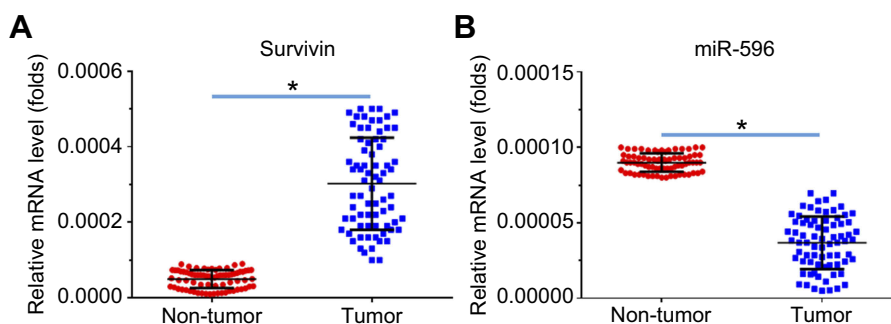 A
Survivin
Relative mRNA level (folds)
0.0006
0.0004
0.0002
0.0000
*
Non-tumor
Tumor
B
miR-596
Relative mRNA level (folds)
0.00015
0.00010
0.00005
0.00000
*
Non-tumor
Tumor